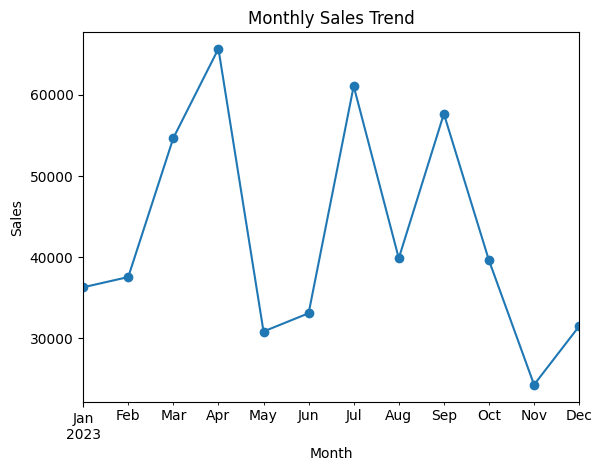 Monthly Sales Trend
60000
50000
40000
30000
Sales
Jan Feb Mar Apr May Jun Jul Aug Sep Oct Nov Dec
2023
Month